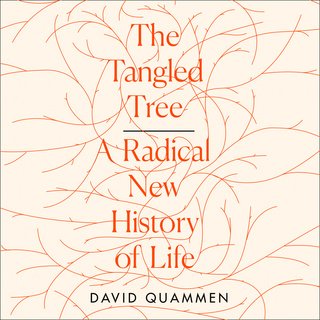 The
Tangled
Tree
A Radical
New
History
of Life
DAVID QUAMMEN